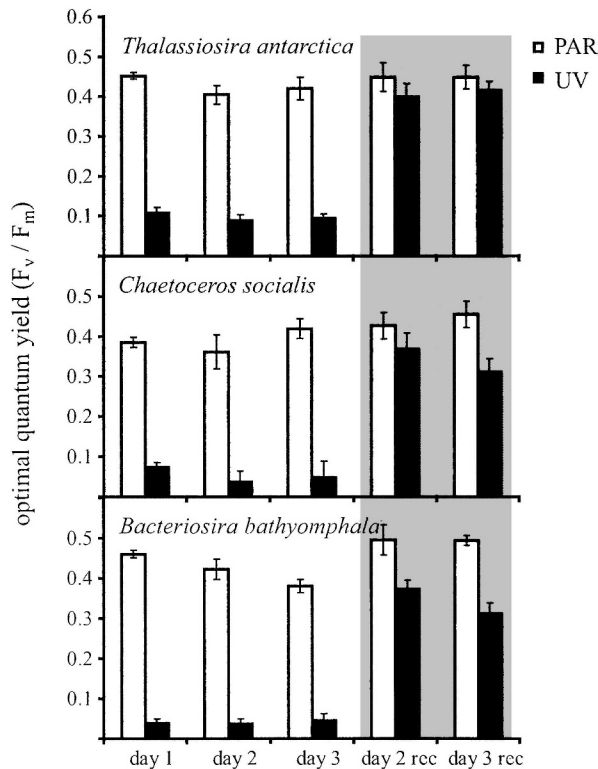 0.6
Thalassiosira antarctica
PAR
UV
0.5
0.4
0.3
0.2
0.1
Chaetoceros socialis
0.5
0.4
0.3
0.2
0.1
Bacteriosira bathyomphala
0.5
0.4
0.3
0.2
0.1
0.0
optimal quantum yield (Fv / Fm)
day 1 day 2 day 3 day 2 rec day 3 rec